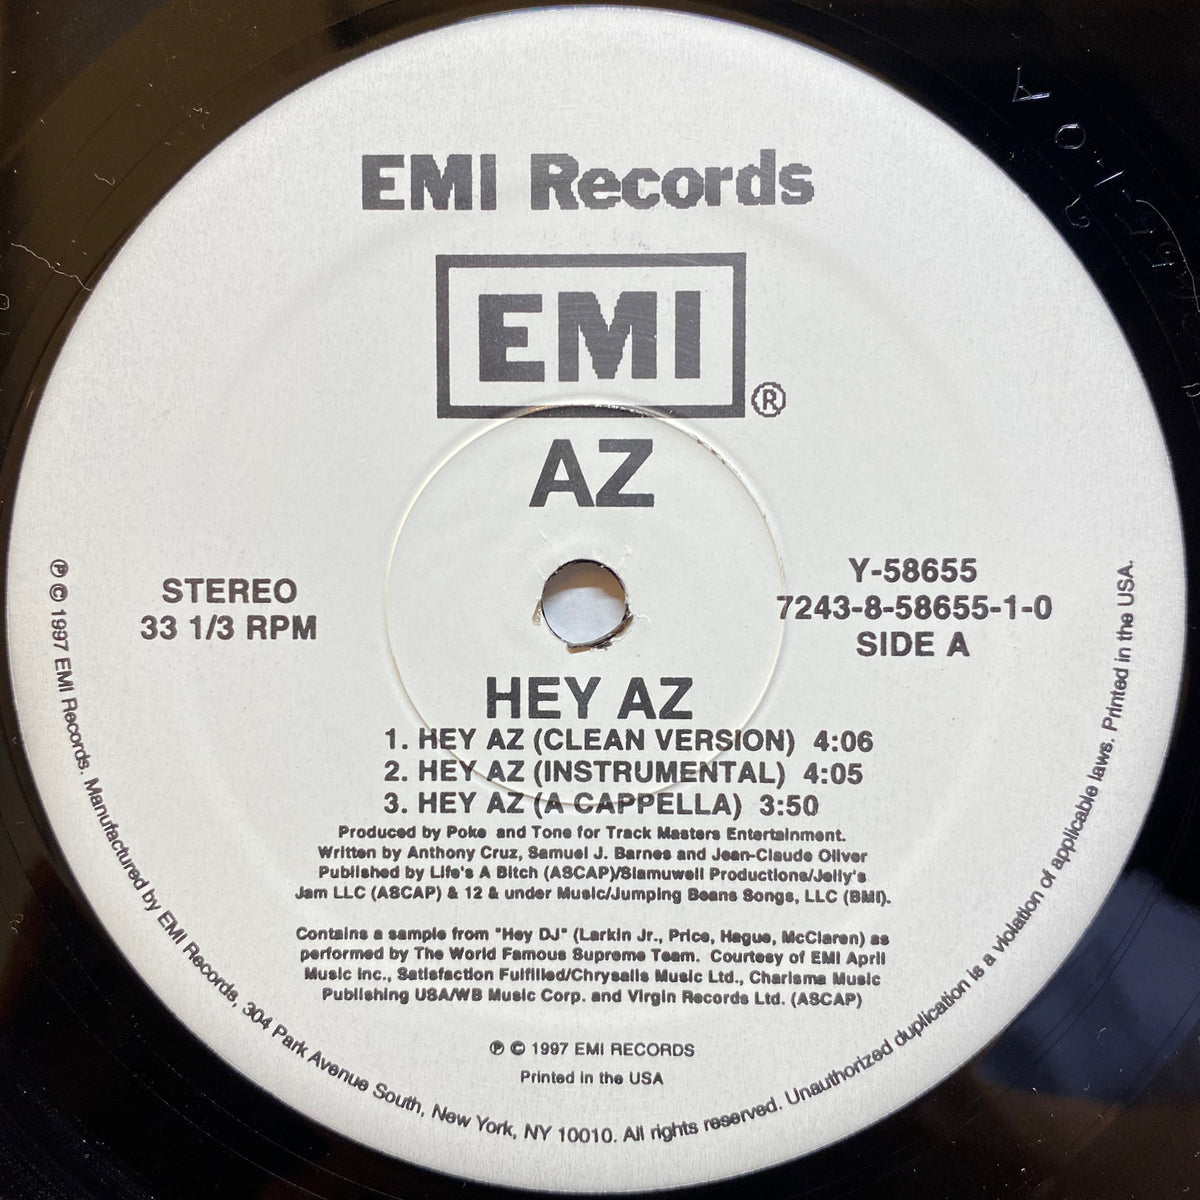 EMI Records
EMI®
AZ
STEREO
33 1/3 RPM
Y-58655
7243-8-58655-1-0
SIDE A
HEY AZ
1. HEY AZ (CLEAN VERSION) 4:06
2. HEY AZ (INSTRUMENTAL) 4:05
3. HEY AZ (A CAPPELLA) 3:50
Produced by Poke and Tone for Track Masters Entertainment.
Written by Anthony Cruz, Samuel J. Barnes and Jean-Claude Oliver
Published by Life's A Bitch (ASCAP)/Slamuwell Productions/Jelly's
Jam LLC (ASCAP) & 12 & under Music/Jumping Beans Songs, LLC (BMI).
Contains a sample from "Hey DJ" (Larkin Jr., Price, Hague, McClaren) as
performed by The World Famous Supreme Team. Courtesy of EMI April
Music Inc., Satisfaction Fulfilled/Chrysalis Music Ltd., Charisma Music
Publishing USA/WB Music Corp. and Virgin Records Ltd. (ASCAP)
℗ © 1997 EMI RECORDS
Printed in the USA
℗ © 1997 EMI Records. Manufactured by EMI Records, 304 Park Avenue South, New York, NY 10010. All rights reserved. Unauthorized duplication is a violation of applicable laws. Printed in the USA.